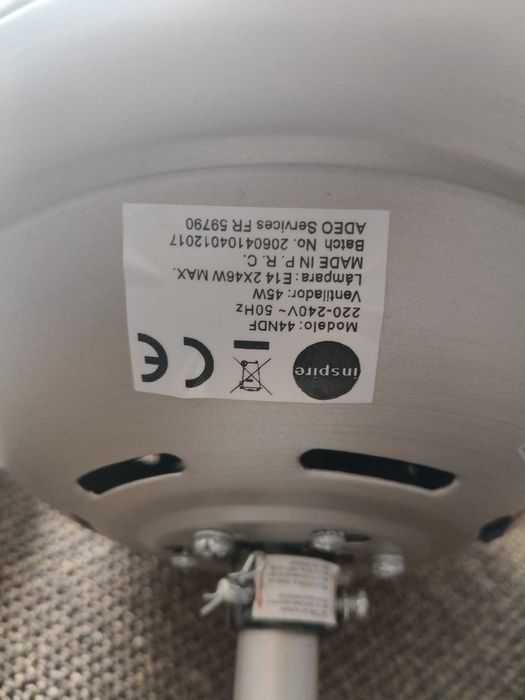 inspire
Modelo: 44NDF
220-240V ~ 50Hz
Ventilador: 45W
Lámpara: E14 2X46W MAX.
MADE IN P. R. C.
Batch No. 20604104012017
ADEO Services FR 59790